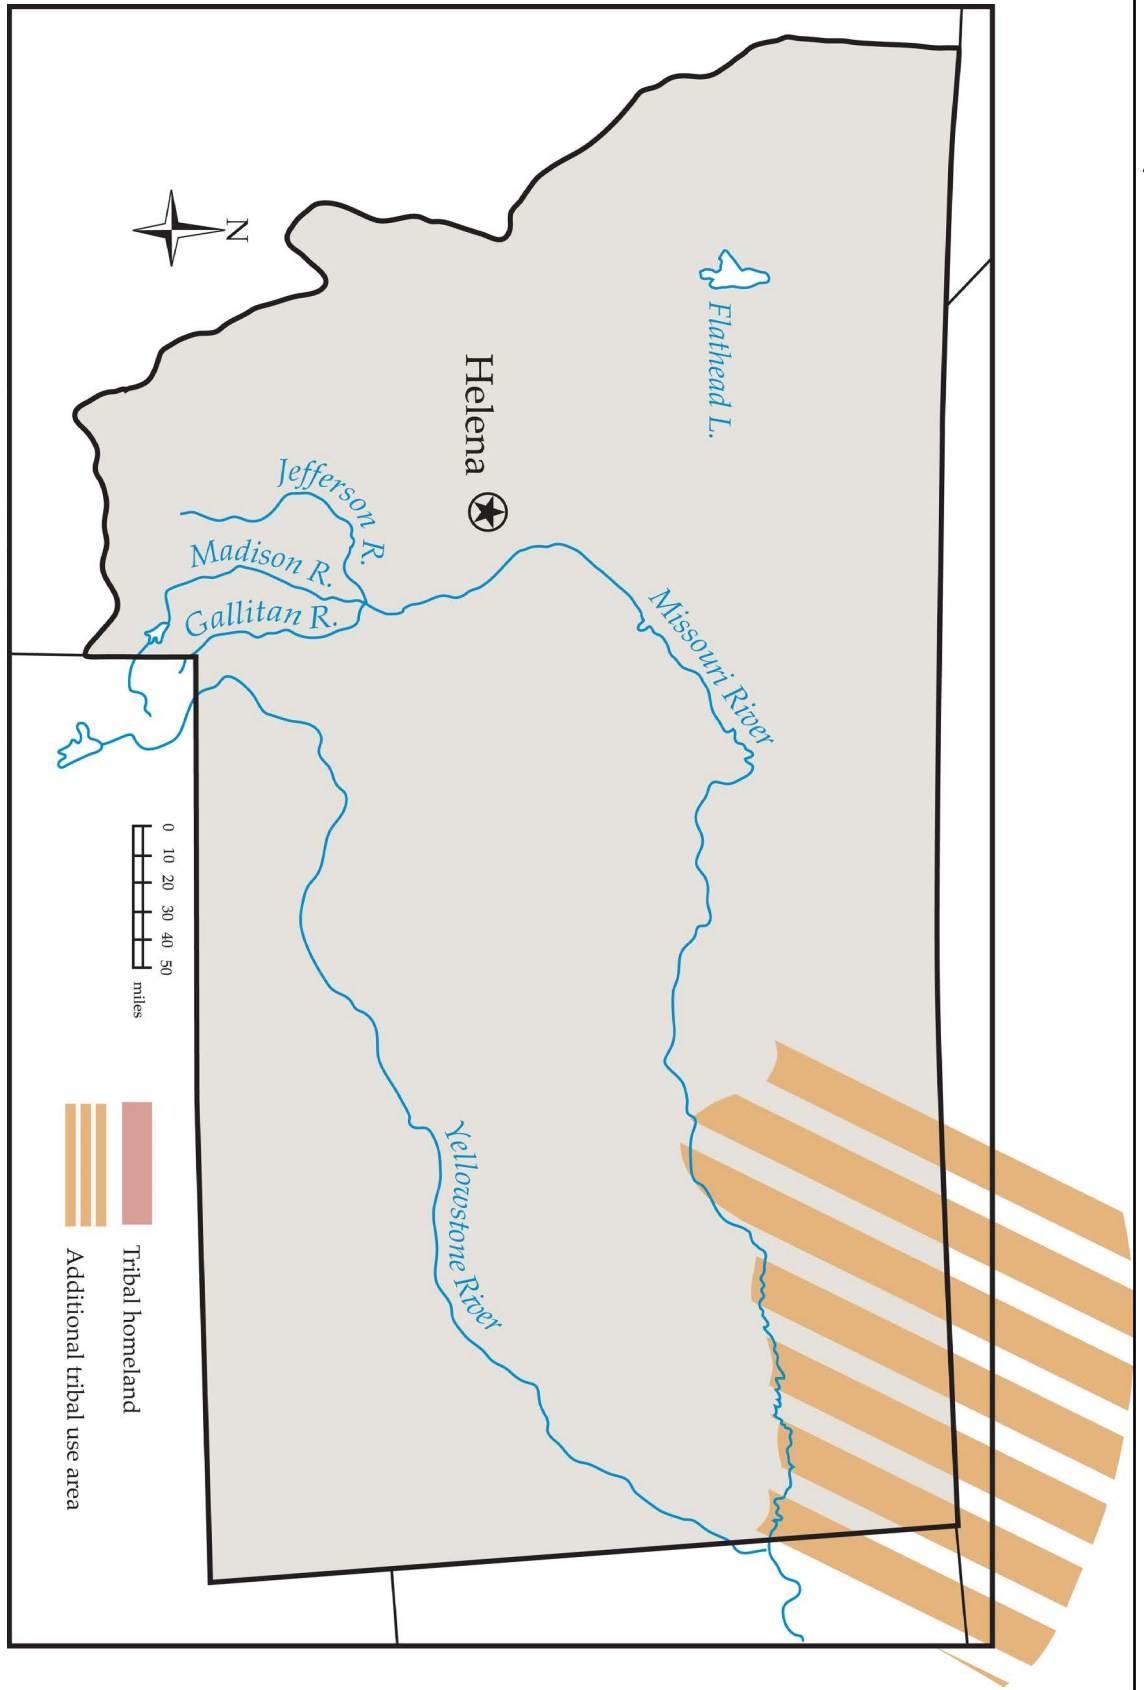 Flathead L.
Helena
Missouri River
Jefferson R.
Madison R.
Gallitan R.
Yellowstone River
N
0 10 20 30 40 50
miles
Tribal homeland
Additional tribal use area